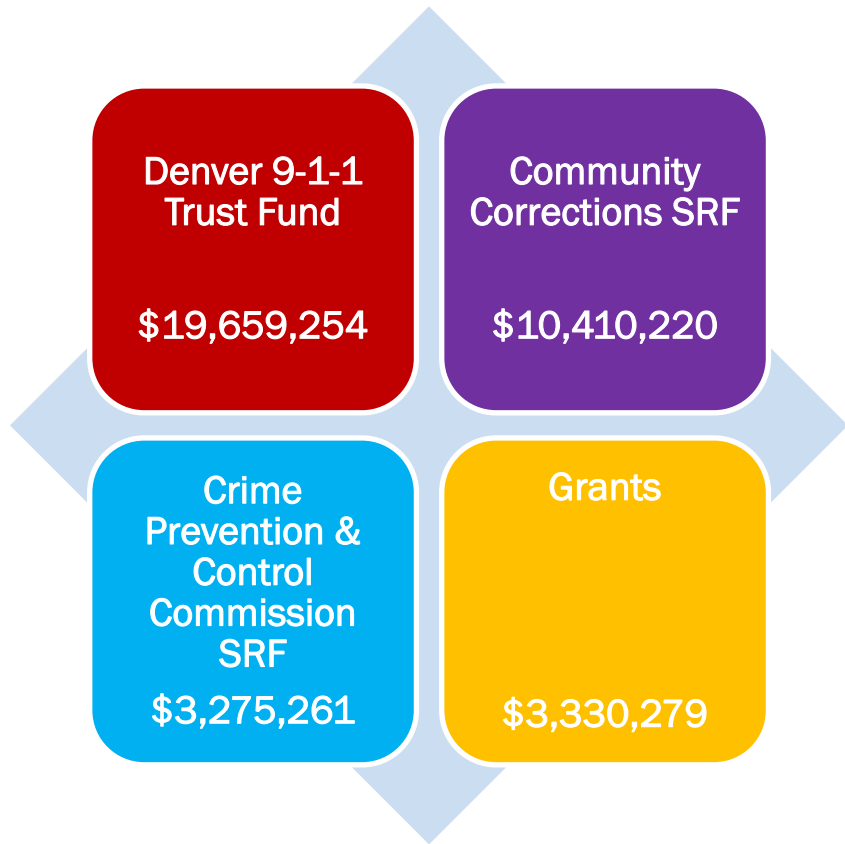 Denver 9-1-1
Trust Fund
$19,659,254
Community
Corrections SRF
$10,410,220
Crime
Prevention &
Control
Commission
SRF
$3,275,261
Grants
$3,330,279